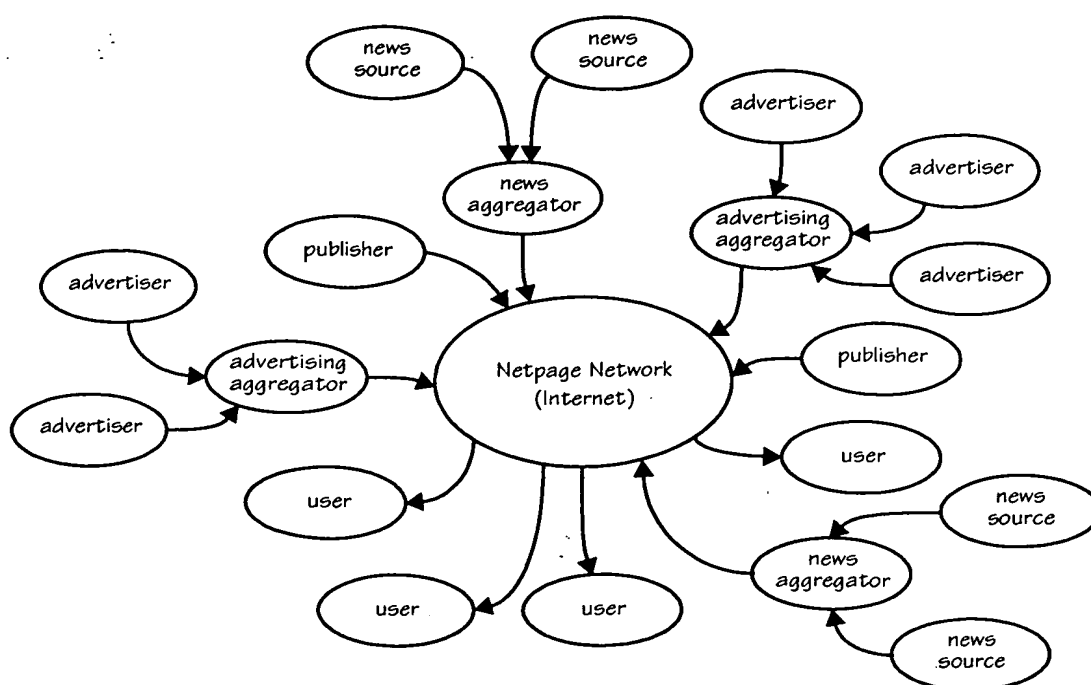 news
source
news
source
advertiser
advertiser
news
aggregator
advertising
aggregator
publisher
advertiser
advertiser
publisher
advertising
aggregator
Netpage Network
(Internet)
advertiser
user
user
news
source
news
aggregator
user
user
news
source